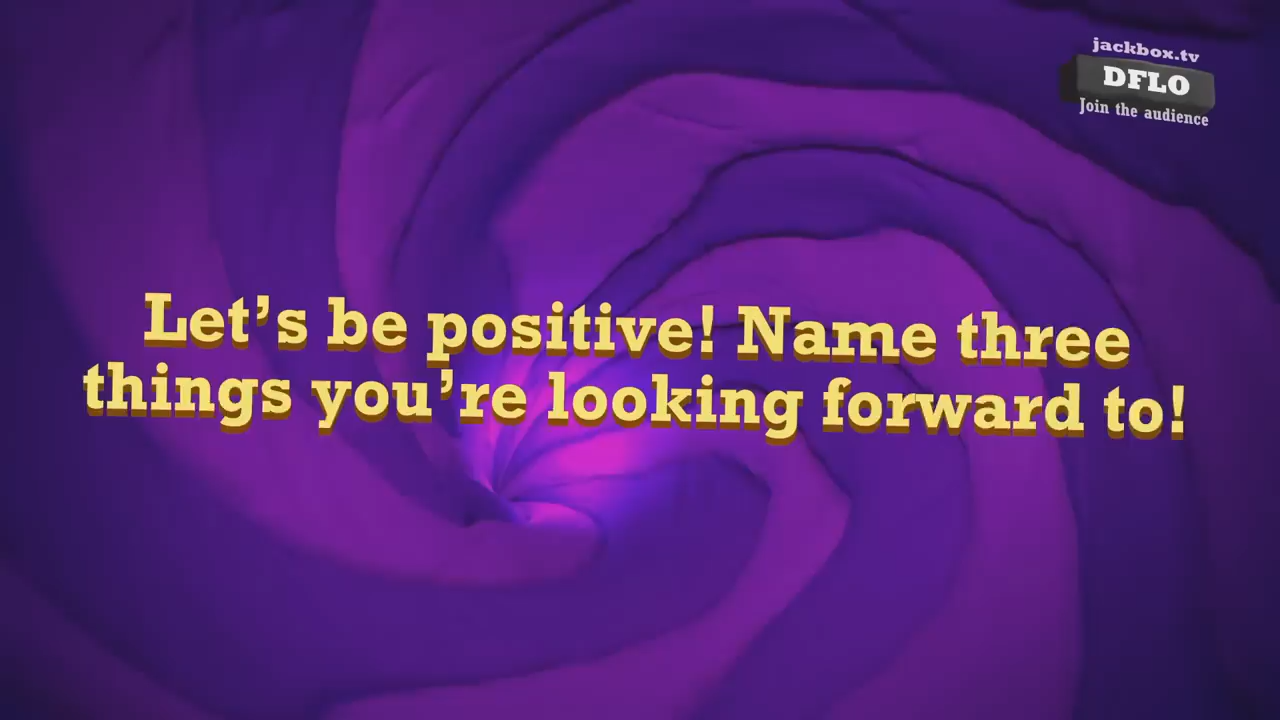 jackbox.tv
DFLO
Join the audience
Let's be positive! Name three
things you're looking forward to!